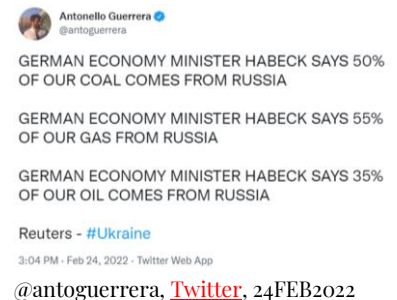 Antonello Guerrera
@antoguerrera
GERMAN ECONOMY MINISTER HABECK SAYS 50%
OF OUR COAL COMES FROM RUSSIA
GERMAN ECONOMY MINISTER HABECK SAYS 55%
OF OUR GAS FROM RUSSIA
GERMAN ECONOMY MINISTER HABECK SAYS 35%
OF OUR OIL COMES FROM RUSSIA
Reuters - #Ukraine
3:04 PM · Feb 24, 2022 · Twitter Web App
@antoguerrera, Twitter, 24FEB2022